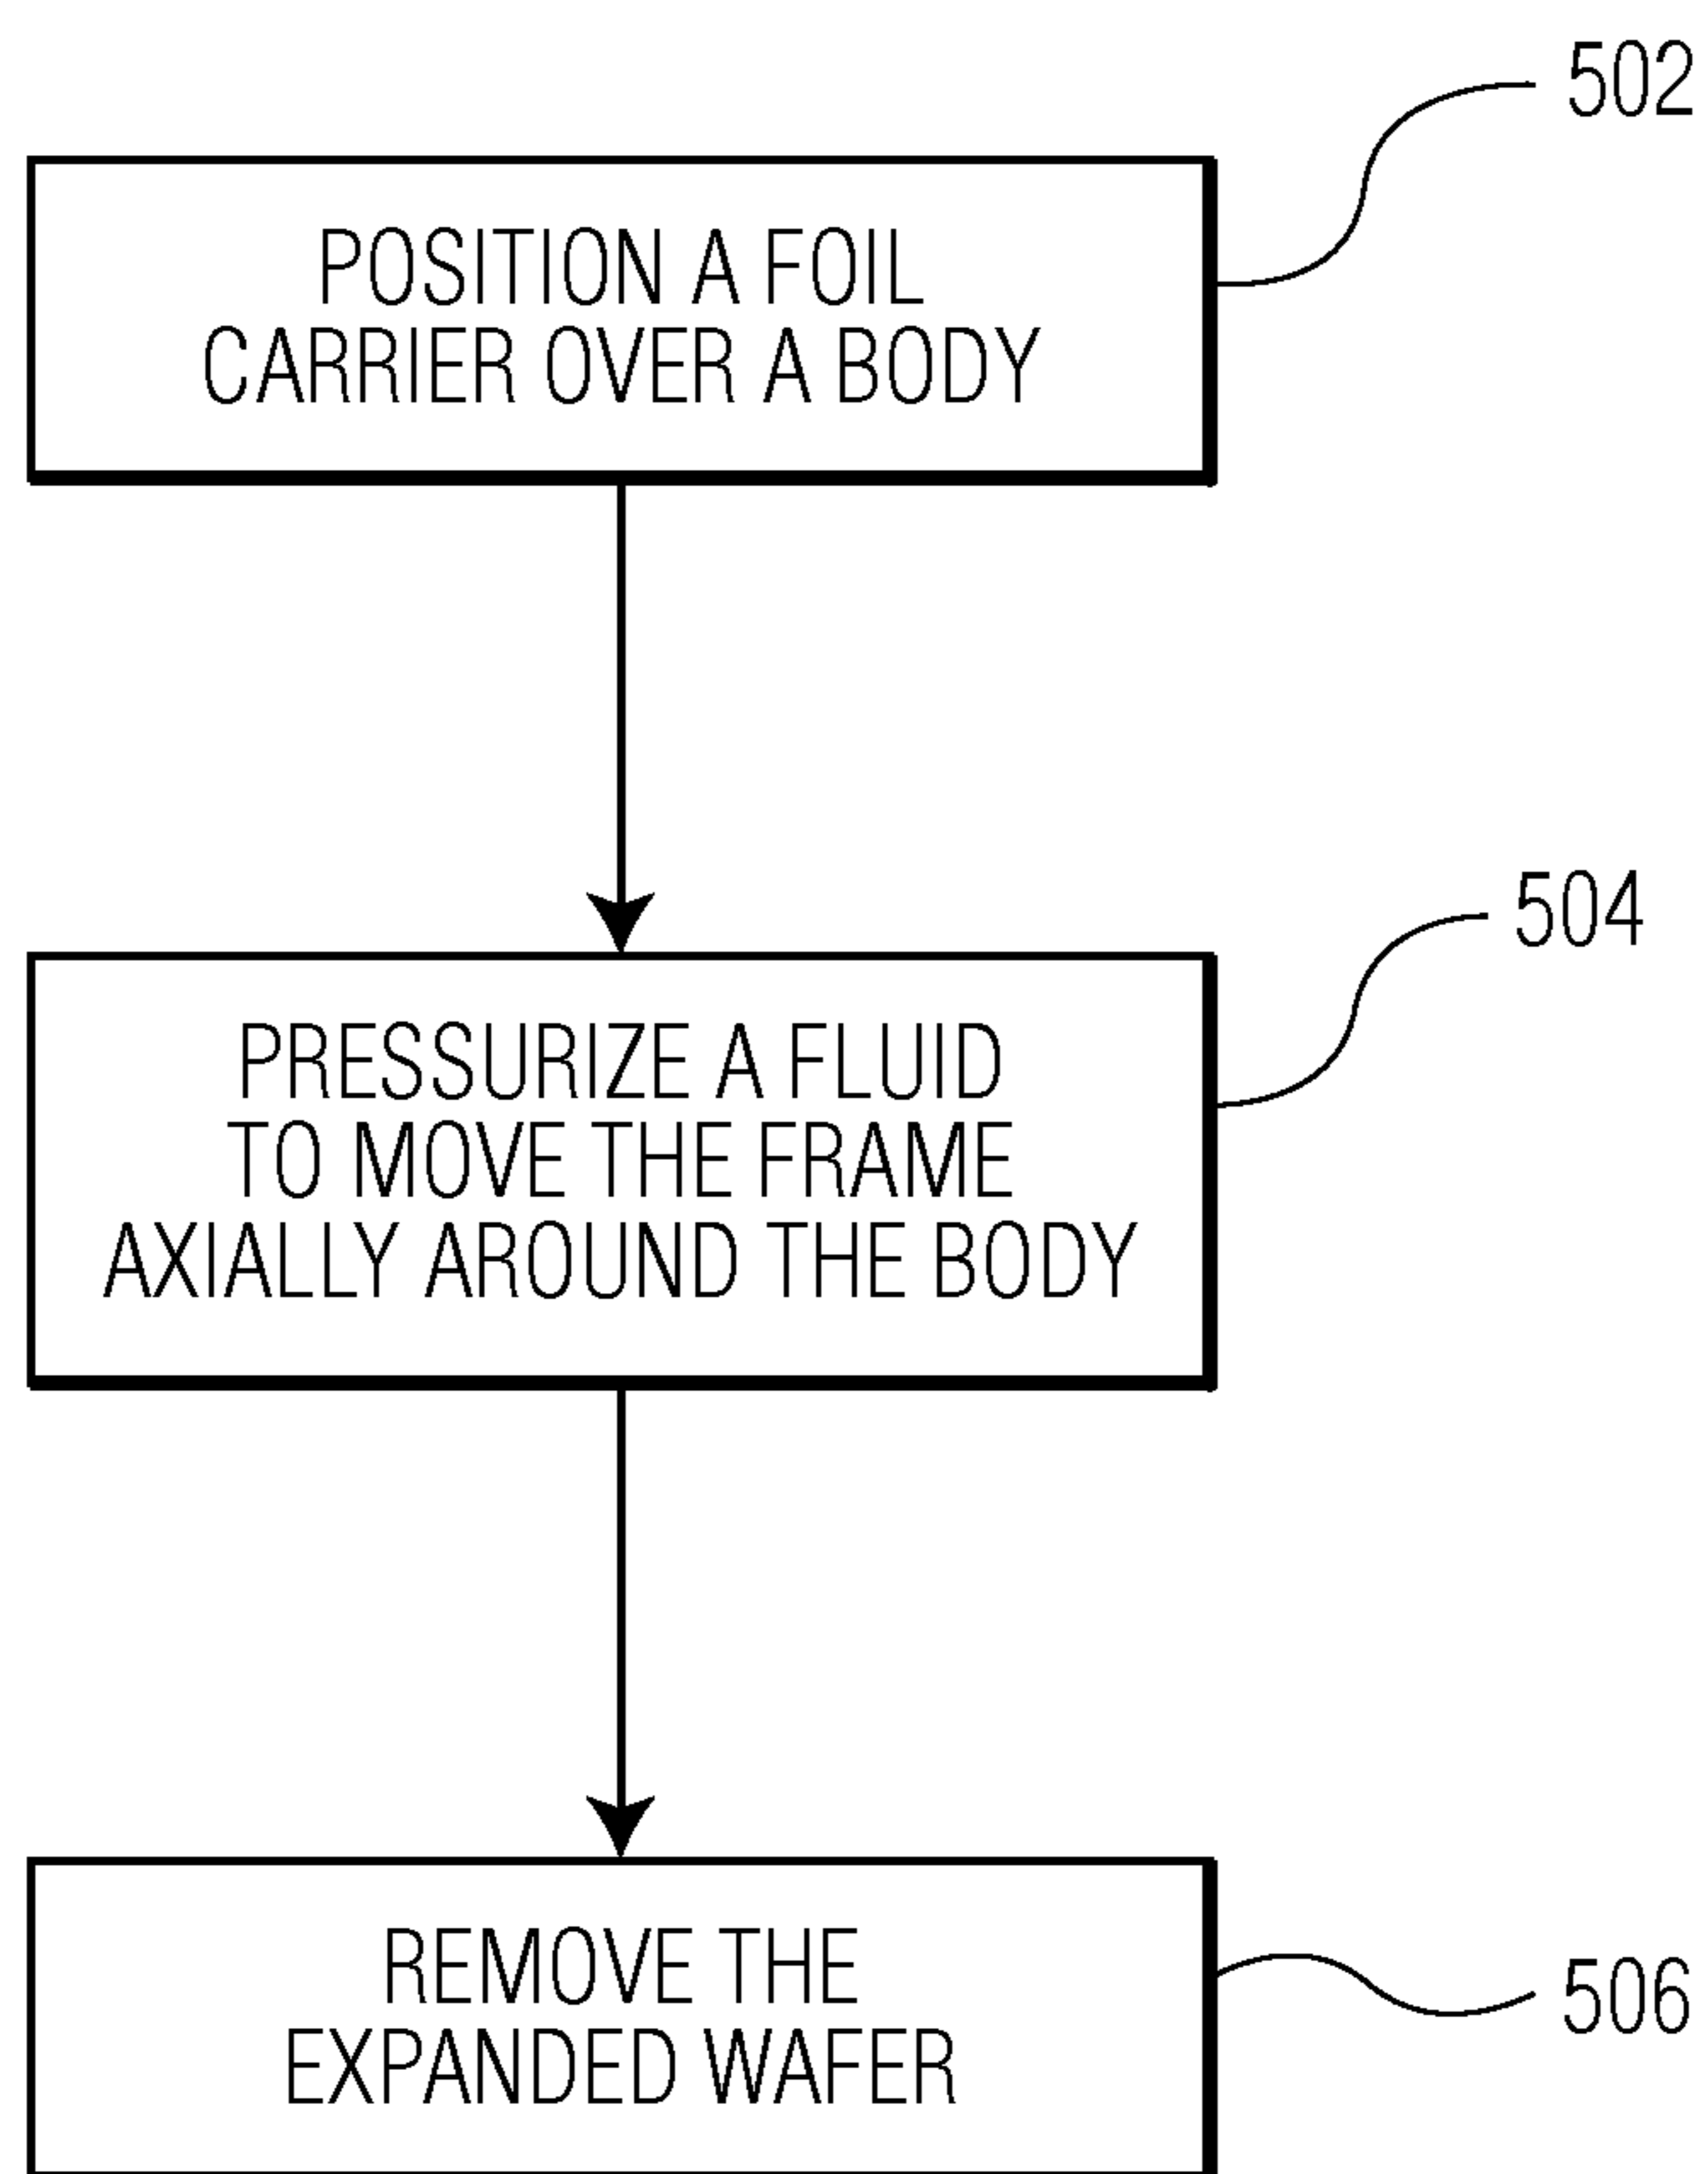 502
POSITION A FOIL
CARRIER OVER A BODY
504
PRESSURIZE A FLUID
TO MOVE THE FRAME
AXIALLY AROUND THE BODY
REMOVE THE
EXPANDED WAFER
506